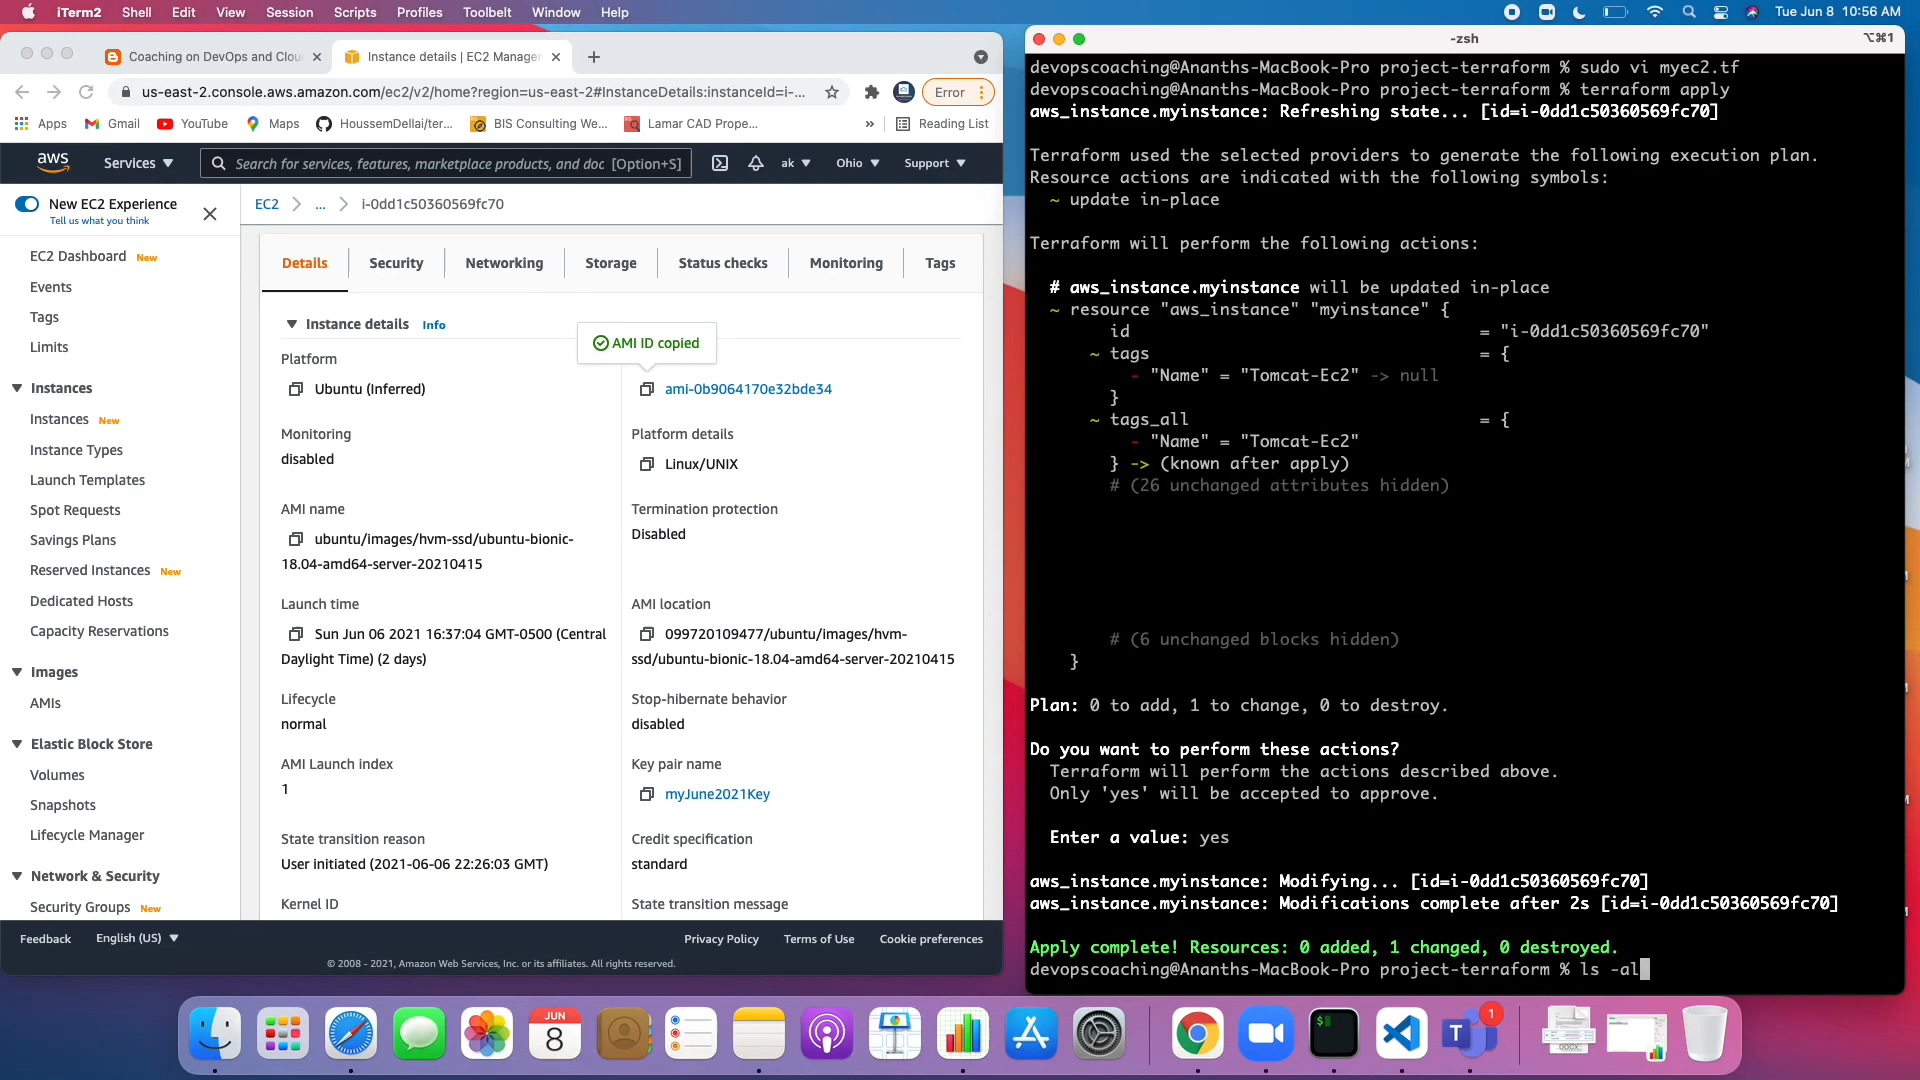 iTerm2 Shell Edit View Session Scripts Profiles Toolbelt Window Help
Tue Jun 8 10:56 AM
Coaching on DevOps and Clou
Instance details | EC2 Manager
us-east-2.console.aws.amazon.com/ec2/v2/home?region=us-east-2#InstanceDetails:instanceId=i-...
Error
Apps Gmail YouTube Maps HoussemDellai/ter... BIS Consulting We... Lamar CAD Prope... » Reading List
aws Services Search for services, features, marketplace products, and doc [Option+S] ak Ohio Support
New EC2 Experience
Tell us what you think
EC2 Dashboard New
Events
Tags
Limits
Instances
Instances New
Instance Types
Launch Templates
Spot Requests
Savings Plans
Reserved Instances New
Dedicated Hosts
Capacity Reservations
Images
AMIs
Elastic Block Store
Volumes
Snapshots
Lifecycle Manager
Network & Security
Security Groups New
EC2 > ... > i-0dd1c50360569fc70
Details Security Networking Storage Status checks Monitoring Tags
Instance details Info
AMI ID copied
Platform
Ubuntu (Inferred)
ami-0b9064170e32bde34
Monitoring
disabled
Platform details
Linux/UNIX
AMI name
ubuntu/images/hvm-ssd/ubuntu-bionic-
18.04-amd64-server-20210415
Termination protection
Disabled
Launch time
Sun Jun 06 2021 16:37:04 GMT-0500 (Central
Daylight Time) (2 days)
AMI location
099720109477/ubuntu/images/hvm-
ssd/ubuntu-bionic-18.04-amd64-server-20210415
Lifecycle
normal
Stop-hibernate behavior
disabled
AMI Launch index
1
Key pair name
myJune2021Key
State transition reason
User initiated (2021-06-06 22:26:03 GMT)
Credit specification
standard
Kernel ID
State transition message
Feedback English (US) Privacy Policy Terms of Use Cookie preferences
© 2008 - 2021, Amazon Web Services, Inc. or its affiliates. All rights reserved.
-zsh
⌥⌘1
devopscoaching@Ananths-MacBook-Pro project-terraform % sudo vi myec2.tf
devopscoaching@Ananths-MacBook-Pro project-terraform % terraform apply
aws_instance.myinstance: Refreshing state... [id=i-0dd1c50360569fc70]
Terraform used the selected providers to generate the following execution plan.
Resource actions are indicated with the following symbols:
~ update in-place
Terraform will perform the following actions:
# aws_instance.myinstance will be updated in-place
~ resource "aws_instance" "myinstance" {
id = "i-0dd1c50360569fc70"
~ tags = {
- "Name" = "Tomcat-Ec2" -> null
}
~ tags_all = {
- "Name" = "Tomcat-Ec2"
} -> (known after apply)
# (26 unchanged attributes hidden)
# (6 unchanged blocks hidden)
}
Plan: 0 to add, 1 to change, 0 to destroy.
Do you want to perform these actions?
Terraform will perform the actions described above.
Only 'yes' will be accepted to approve.
Enter a value: yes
aws_instance.myinstance: Modifying... [id=i-0dd1c50360569fc70]
aws_instance.myinstance: Modifications complete after 2s [id=i-0dd1c50360569fc70]
Apply complete! Resources: 0 added, 1 changed, 0 destroyed.
devopscoaching@Ananths-MacBook-Pro project-terraform % ls -al
JUN
8
$
T
1
DOCX